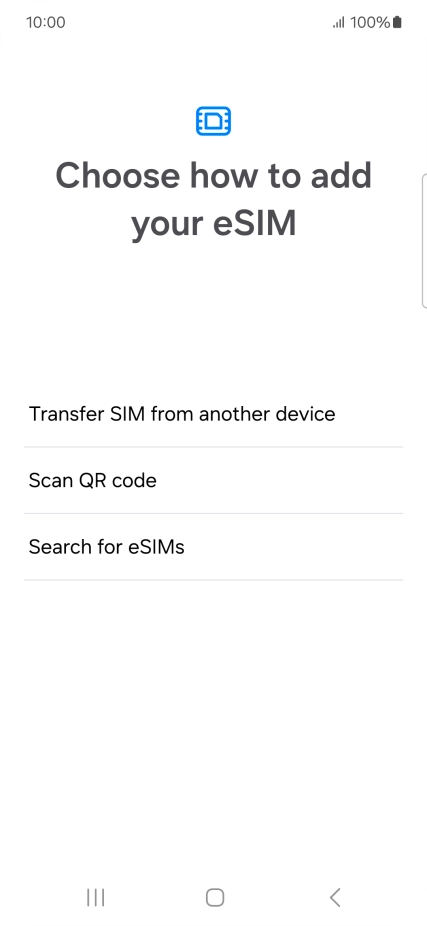 10:00
100%
Choose how to add
your eSIM
Transfer SIM from another device
Scan QR code
Search for eSIMs